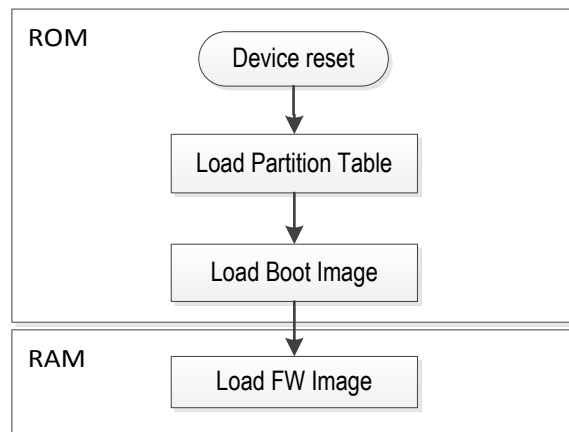 ROM
Device reset
Load Partition Table
Load Boot Image
RAM
Load FW Image